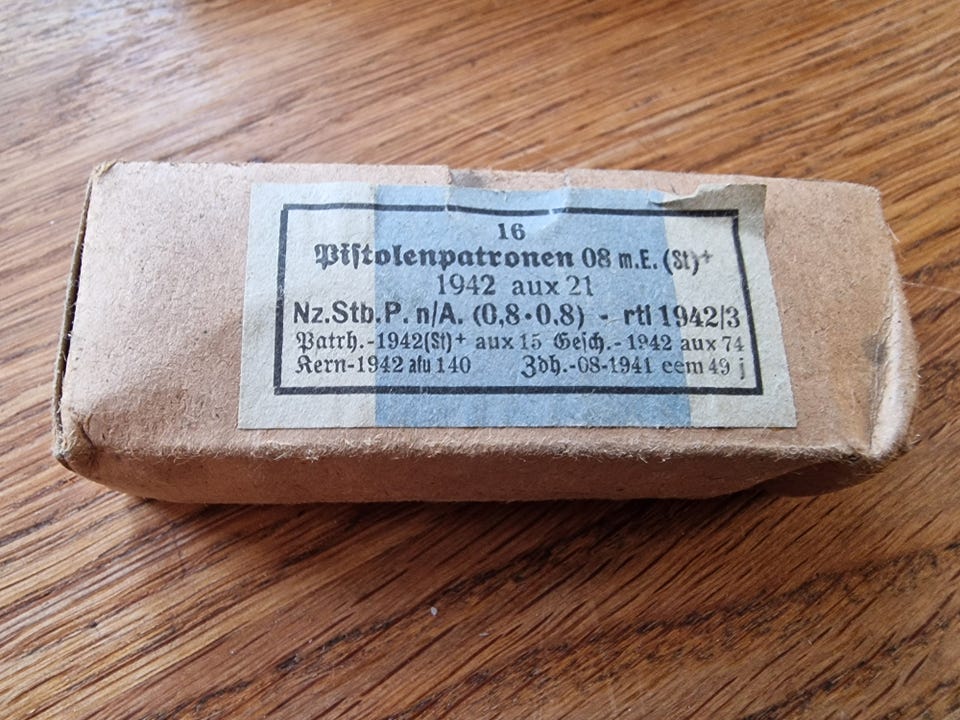 16
Piſtolenpatronen 08 m.E. (St)+
1942 aux 21
Nz.Stb.P. n/A. (0,8·0,8) - rtl 1942/3
Patrh.-1942(St)+ aux 15 Geſch.- 1942 aux 74
Kern-1942 afu 140 Zdh.-08-1941 eem 49 j